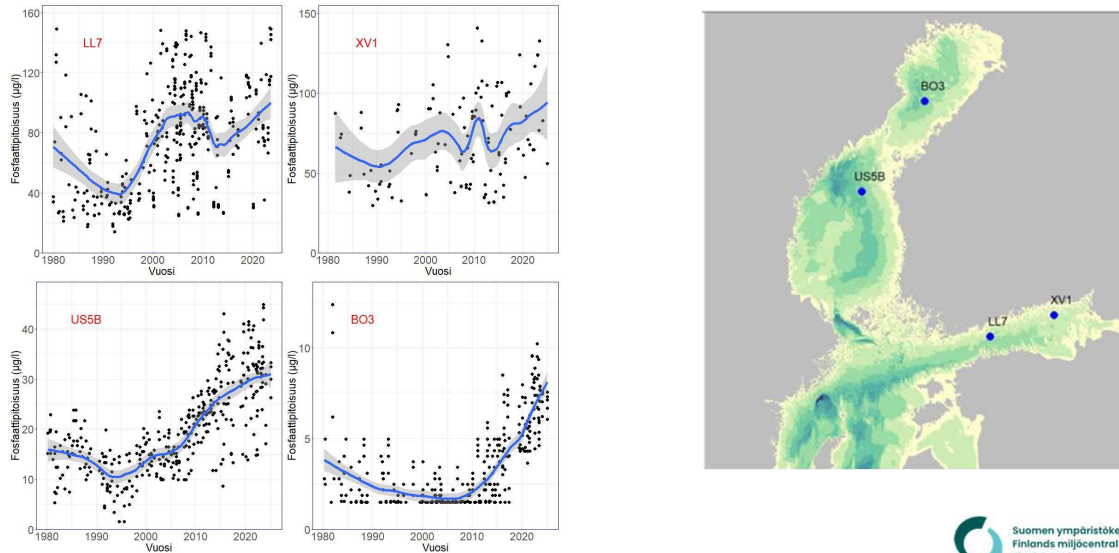 LL7
Fosfaattipitoisuus (µg/l)
160
120
80
40
0
1980
1990
2000
2010
2020
Vuosi
XV1
Fosfaattipitoisuus (µg/l)
150
100
50
0
1980
1990
2000
2010
2020
Vuosi
US5B
Fosfaattipitoisuus (µg/l)
40
30
20
10
0
1980
1990
2000
2010
2020
Vuosi
BO3
Fosfaattipitoisuus (µg/l)
10
5
0
1980
1990
2000
2010
2020
Vuosi
BO3
US5B
XV1
LL7
Suomen ympäristöke
Finlands miljöcentral